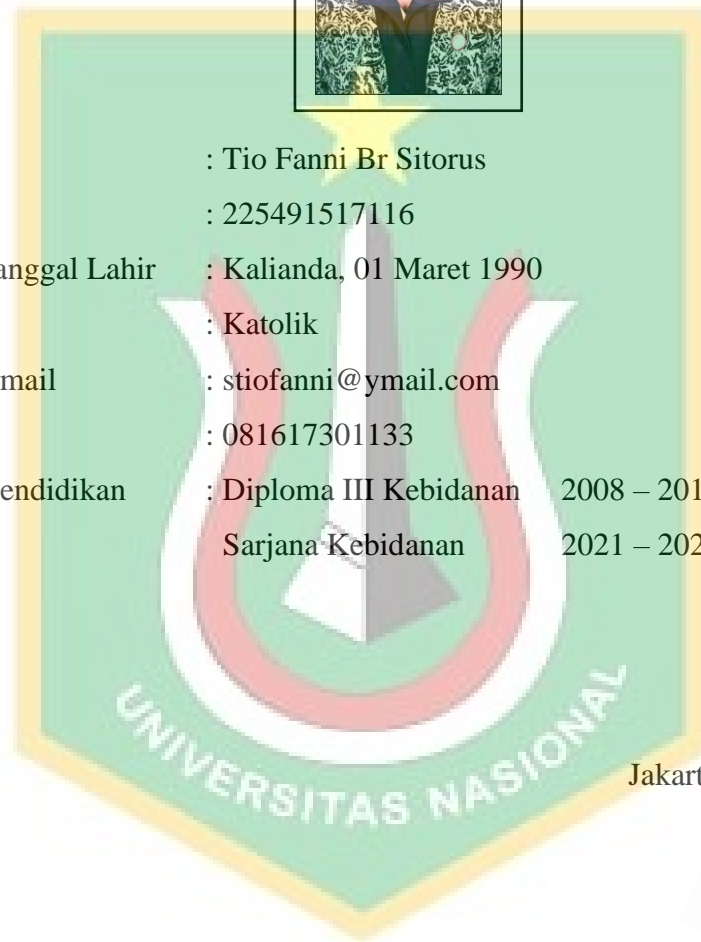 : Tio Fanni Br Sitorus
: 225491517116
anggal Lahir : Kalianda, 01 Maret 1990
: Katolik
mail : stiofanni@ymail.com
: 081617301133
endidikan : Diploma III Kebidanan 2008 – 201
Sarjana Kebidanan 2021 – 202
UNIVERSITAS NASIONAL
Jakart